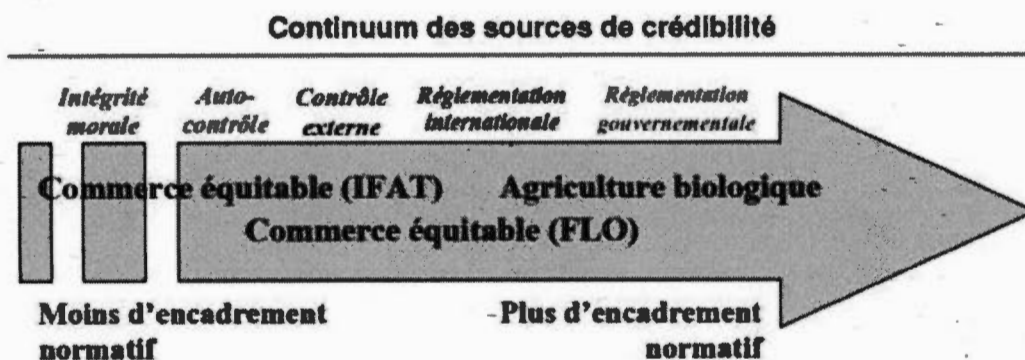 Continuum des sources de crédibilité
Intégrité morale
Auto-contrôle
Contrôle externe
Réglementation internationale
Réglementation gouvernementale
Commerce équitable (IFAT) Agriculture biologique
Commerce équitable (FLO)
Moins d'encadrement normatif
Plus d'encadrement normatif